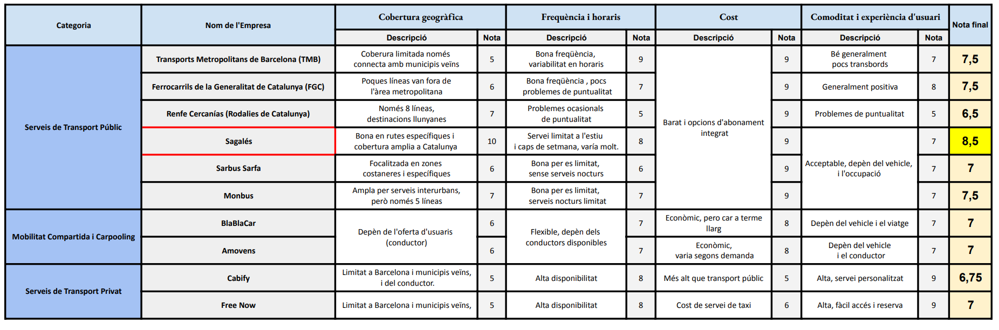 Categoria
Nom de l'Empresa
Cobertura geogràfica
Freqüència i horaris
Cost
Comoditat i experiència d'usuari
Nota final
Descripció
Nota
Descripció
Nota
Descripció
Nota
Descripció
Nota
Serveis de Transport Públic
Transports Metropolitans de Barcelona (TMB)
Coberura limitada només
connecta amb municipis veïns
5
Bona freqüència,
variabilitat en horaris
9
Barat i opcions d'abonament
integrat
9
Bé generalment
pocs transbords
7
7,5
Ferrocarrils de la Generalitat de Catalunya (FGC)
Poques líneas van fora de
l'àrea metropolitana
6
Bona freqüència , pocs
problemes de puntualitat
7
9
Generalment positiva
8
7,5
Renfe Cercanías (Rodalies de Catalunya)
Només 8 líneas,
destinacions llunyanes
7
Problemes ocasionals
de puntualitat
5
9
Problemes de puntualitat
5
6,5
Sagalés
Bona en rutes específiques i
cobertura amplia a Catalunya
10
Servei limitat a l'estiu
i caps de setmana, varía molt.
8
9
Acceptable, depèn del vehicle,
i l'occupació
7
8,5
Sarbus Sarfa
Focalitzada en zones
costaneres i específiques
6
Bona per es limitat,
sense serveis nocturs
6
9
7
7
Monbus
Ampla per serveis interurbans,
però només 5 líneas
7
Bona per es limitat,
serveis nocturs limitat
7
9
7
7,5
Mobilitat Compartida i Carpooling
BlaBlaCar
Depèn de l'oferta d'usuaris
(conductor)
6
Flexible, depèn dels
conductors disponibles
7
Econòmic, pero car a terme
llarg
8
Depèn del vehicle i el viatge
7
7
Amovens
6
7
Econòmic,
varia segons demanda
8
Depèn del vehicle
i el conductor
7
7
Serveis de Transport Privat
Cabify
Limitat a Barcelona i municipis veïns,
i del conductor.
5
Alta disponibilitat
8
Més alt que transport públic
5
Alta, servei personalitzat
9
6,75
Free Now
Limitat a Barcelona i municipis veïns,
5
Alta disponibilitat
8
Cost de servei de taxi
6
Alta, fàcil accés i reserva
9
7